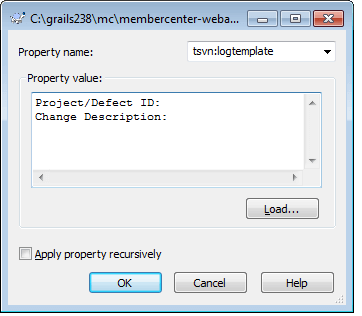 C:\grails238\mc\membercenter-weba...
Property name:
tsvn:logtemplate
Property value:
Project/Defect ID:
Change Description:
Load...
Apply property recursively
OK
Cancel
Help